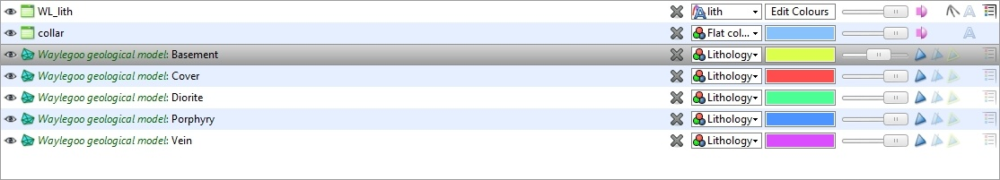 WL_lith lith Edit Colours
collar Flat col...
Waylegoo geological model: Basement Lithology
Waylegoo geological model: Cover Lithology
Waylegoo geological model: Diorite Lithology
Waylegoo geological model: Porphyry Lithology
Waylegoo geological model: Vein Lithology